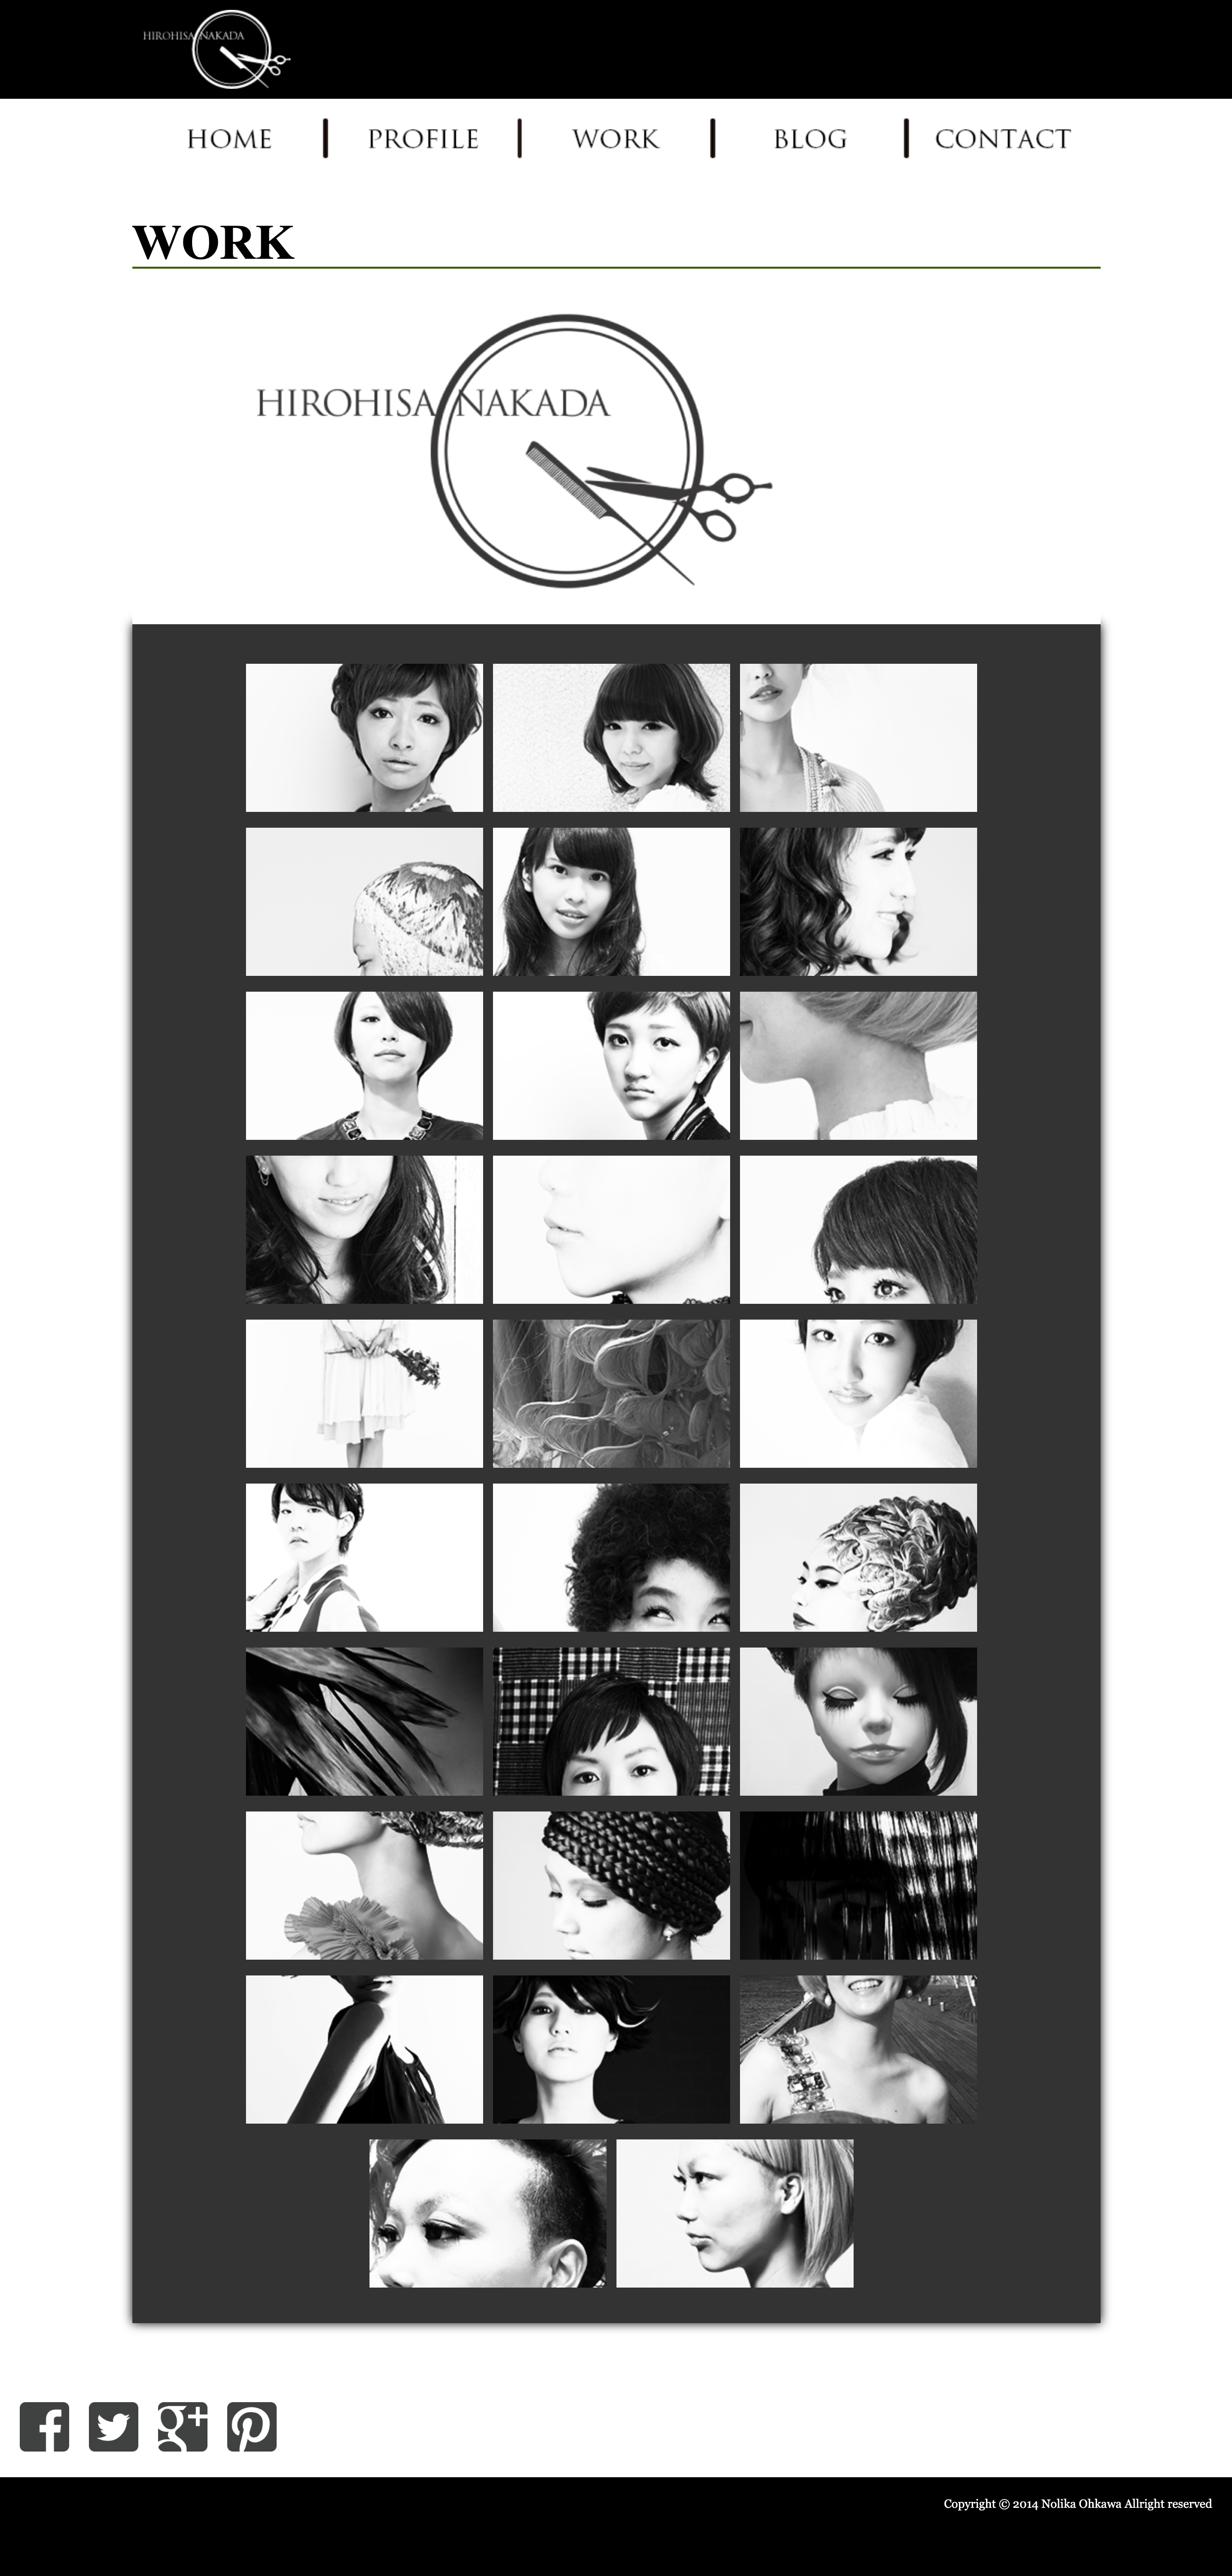 HIROHISA NAKADA
HOME
PROFILE
WORK
BLOG
CONTACT
WORK
HIROHISA NAKADA
Copyright © 2014 Nolika Ohkawa Allright reserved